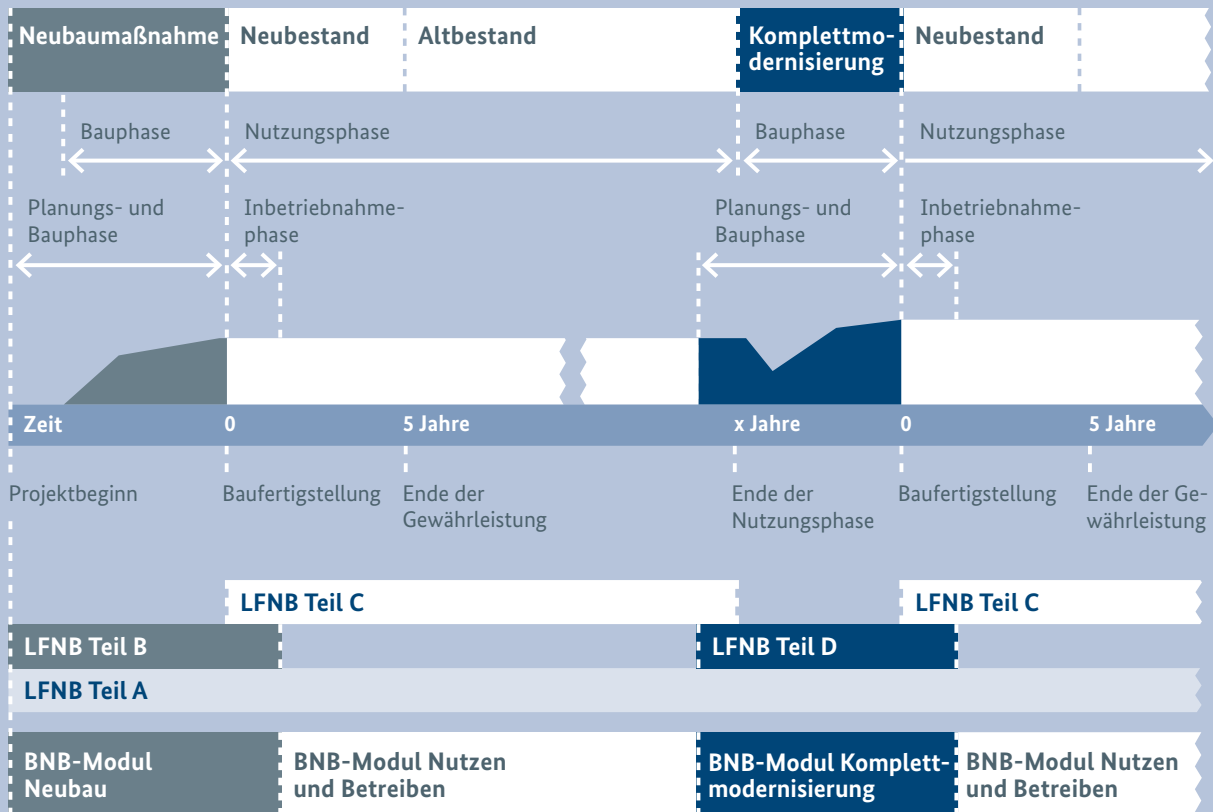 Neubaumaßnahme
Neubestand
Altbestand
Komplettmo-
dernisierung
Neubestand
Bauphase
Nutzungsphase
Bauphase
Nutzungsphase
Planungs- und
Bauphase
Inbetriebnahme-
phase
Planungs- und
Bauphase
Inbetriebnahme-
phase
Zeit
0
5 Jahre
x Jahre
0
5 Jahre
Projektbeginn
Baufertigstellung
Ende der
Gewährleistung
Ende der
Nutzungsphase
Baufertigstellung
Ende der Ge-
währleistung
LFNB Teil C
LFNB Teil C
LFNB Teil B
LFNB Teil D
LFNB Teil A
BNB-Modul
Neubau
BNB-Modul Nutzen
und Betreiben
BNB-Modul Komplett-
modernisierung
BNB-Modul Nutzen
und Betreiben